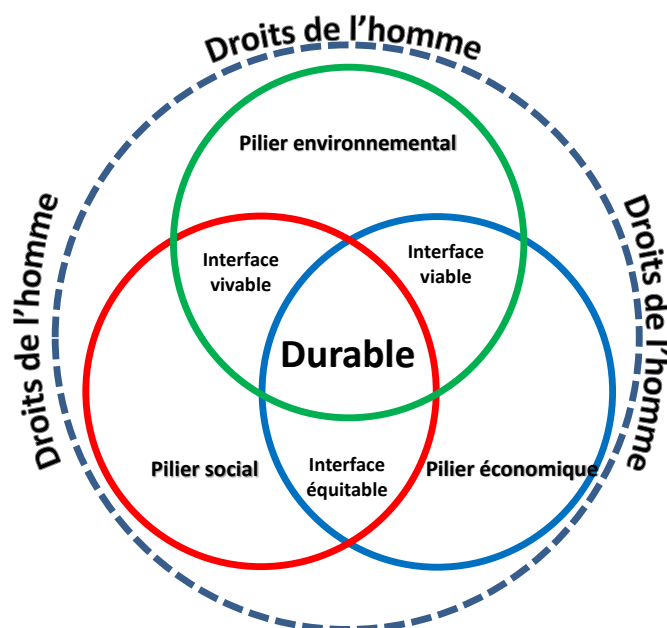 Droits de l'homme
Pilier environnemental
Droits de l'homme
Droits de l'homme
Interface
vivable
Interface
viable
Durable
Pilier social
Interface
équitable
Pilier économique